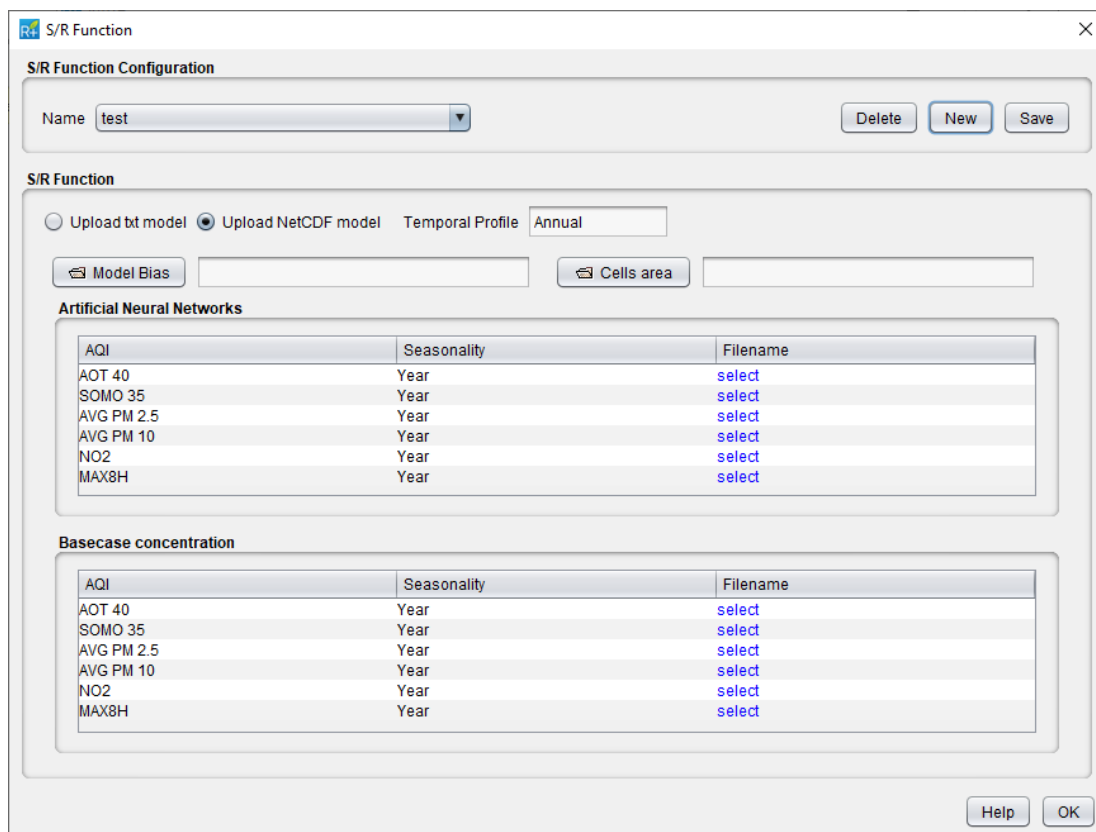 R+ S/R Function
S/R Function Configuration
Name test Delete New Save
S/R Function
Upload txt model Upload NetCDF model Temporal Profile Annual
Model Bias Cells area
Artificial Neural Networks
AQI Seasonality Filename
AOT 40 Year select
SOMO 35 Year select
AVG PM 2.5 Year select
AVG PM 10 Year select
NO2 Year select
MAX8H Year select
Basecase concentration
AQI Seasonality Filename
AOT 40 Year select
SOMO 35 Year select
AVG PM 2.5 Year select
AVG PM 10 Year select
NO2 Year select
MAX8H Year select
Help OK